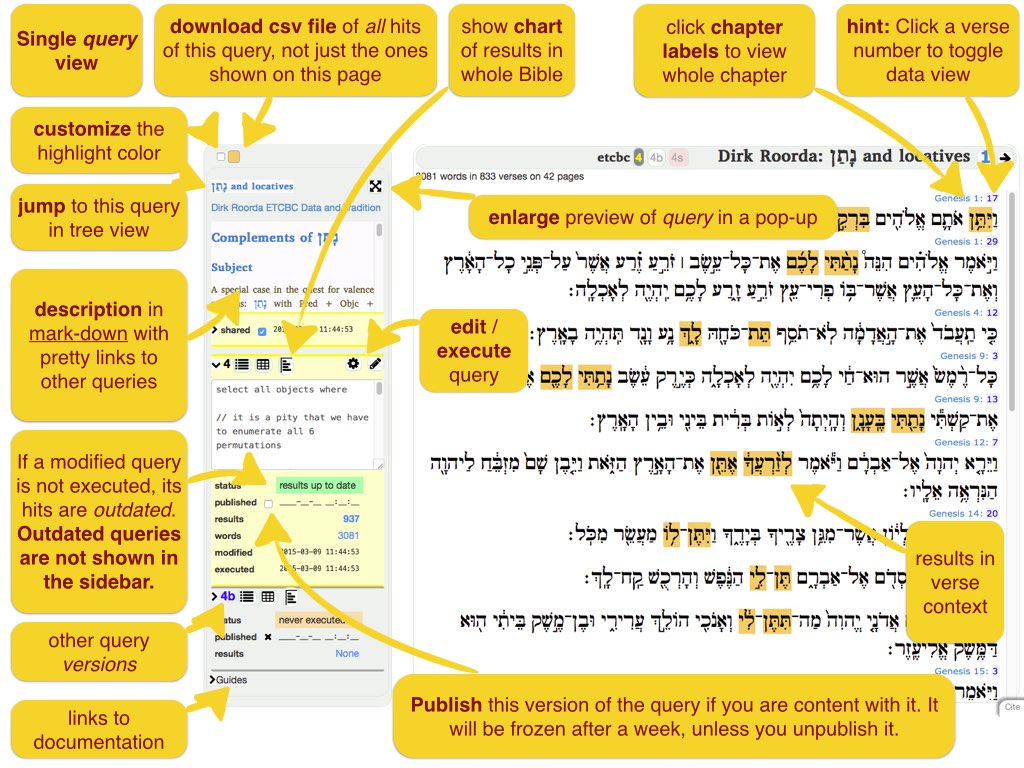 Single query
view
download csv file of all hits
of this query, not just the ones
shown on this page
show chart
of results in
whole Bible
click chapter
labels to view
whole chapter
hint: Click a verse
number to toggle
data view
customize the
highlight color
jump to this query
in tree view
description in
mark-down with
pretty links to
other queries
If a modified query
is not executed, its
hits are outdated.
Outdated queries
are not shown in
the sidebar.
other query
versions
links to
documentation
נָתַן and locatives
Dirk Roorda ETCBC Data and Tradition
Complements of נָתַן
Subject
A special case in the quest for valence
נָתַן with Pred + Objc +
shared 11:44:53
4
select all objects where
// it is a pity that we have
to enumerate all 6
permutations
status results up to date
published ____-__-__ __:__:__
results 937
words 3081
modified 2015-03-09 11:44:53
executed 2015-03-09 11:44:53
4b
never executed
published ✖ ____-__-__ __:__:__
results None
Guides
enlarge preview of query in a pop-up
edit /
execute
query
results in
verse
context
Publish this version of the query if you are content with it. It
will be frozen after a week, unless you unpublish it.
etcbc 4 4b 4s Dirk Roorda: נָתַן and locatives 1
words in 833 verses on 42 pages
Genesis 1: 17
וַיִּתֵּ֥ן אֹתָ֛ם אֱלֹהִ֖ים
Genesis 1: 29
וַיֹּ֣אמֶר אֱלֹהִ֗ים הִנֵּה֩ נָתַ֨תִּי לָכֶ֜ם אֶת־כָּל־עֵ֣שֶׂב ׀ זֹרֵ֣עַ זֶ֗רַע אֲשֶׁר֙ עַל־פְּנֵ֣י כָל־הָאָ֔רֶץ
וְאֶת־כָּל־הָעֵ֛ץ אֲשֶׁר־בּ֥וֹ פְרִי־עֵ֖ץ זֹרֵ֣עַ זָ֑רַע לָכֶ֥ם יִֽהְיֶ֖ה לְאָכְלָֽה׃
Genesis 4: 12
כִּ֤י תַֽעֲבֹד֙ אֶת־הָ֣אֲדָמָ֔ה לֹֽא־תֹסֵ֥ף תֵּת־כֹּחָ֖הּ לָ֑ךְ נָ֥ע וָנָ֖ד תִּֽהְיֶ֥ה בָאָֽרֶץ׃
Genesis 9: 3
כָּל־רֶ֙מֶשׂ֙ אֲשֶׁ֣ר הוּא־חַ֔י לָכֶ֥ם יִהְיֶ֖ה לְאָכְלָ֑ה כְּיֶ֣רֶק עֵ֔שֶׂב נָתַ֥תִּי לָכֶ֖ם
Genesis 9: 13
אֶת־קַשְׁתִּ֕י נָתַ֖תִּי בֶּֽעָנָ֑ן וְהָֽיְתָה֙ לְא֣וֹת בְּרִ֔ית בֵּינִ֖י וּבֵ֥ין הָאָֽרֶץ׃
Genesis 12: 7
וַיֵּרָ֤א יְהוָה֙ אֶל־אַבְרָ֔ם וַיֹּ֕אמֶר לְזַ֨רְעֲךָ֔ אֶתֵּ֖ן אֶת־הָאָ֣רֶץ הַזֹּ֑את וַיִּ֤בֶן שָׁם֙ מִזְבֵּ֔חַ לַיהוָ֖ה
הַנִּרְאֶ֥ה אֵלָֽיו׃
Genesis 14: 20
אֲשֶׁר־מִגֵּ֥ן צָרֶ֖יךָ בְּיָדֶ֑ךָ וַיִּתֶּן־ל֥וֹ מַעֲשֵׂ֖ר מִכֹּֽל׃
סְדֹ֖ם אֶל־אַבְרָ֑ם תֶּן־לִ֣י הַנֶּ֔פֶשׁ וְהָרְכֻ֖שׁ קַֽח־לָֽךְ׃
אֲדֹנָ֤י יֱהוִה֙ מַה־תִּתֶּן־לִ֔י וְאָנֹכִ֖י הוֹלֵ֣ךְ עֲרִירִ֑י וּבֶן־מֶ֣שֶׁק בֵּיתִ֔י ה֖וּא
דַּמֶּ֥שֶׂק אֱלִיעֶֽזֶר׃
Genesis 15: 3
וַיֹּ֣אמֶר
Cite